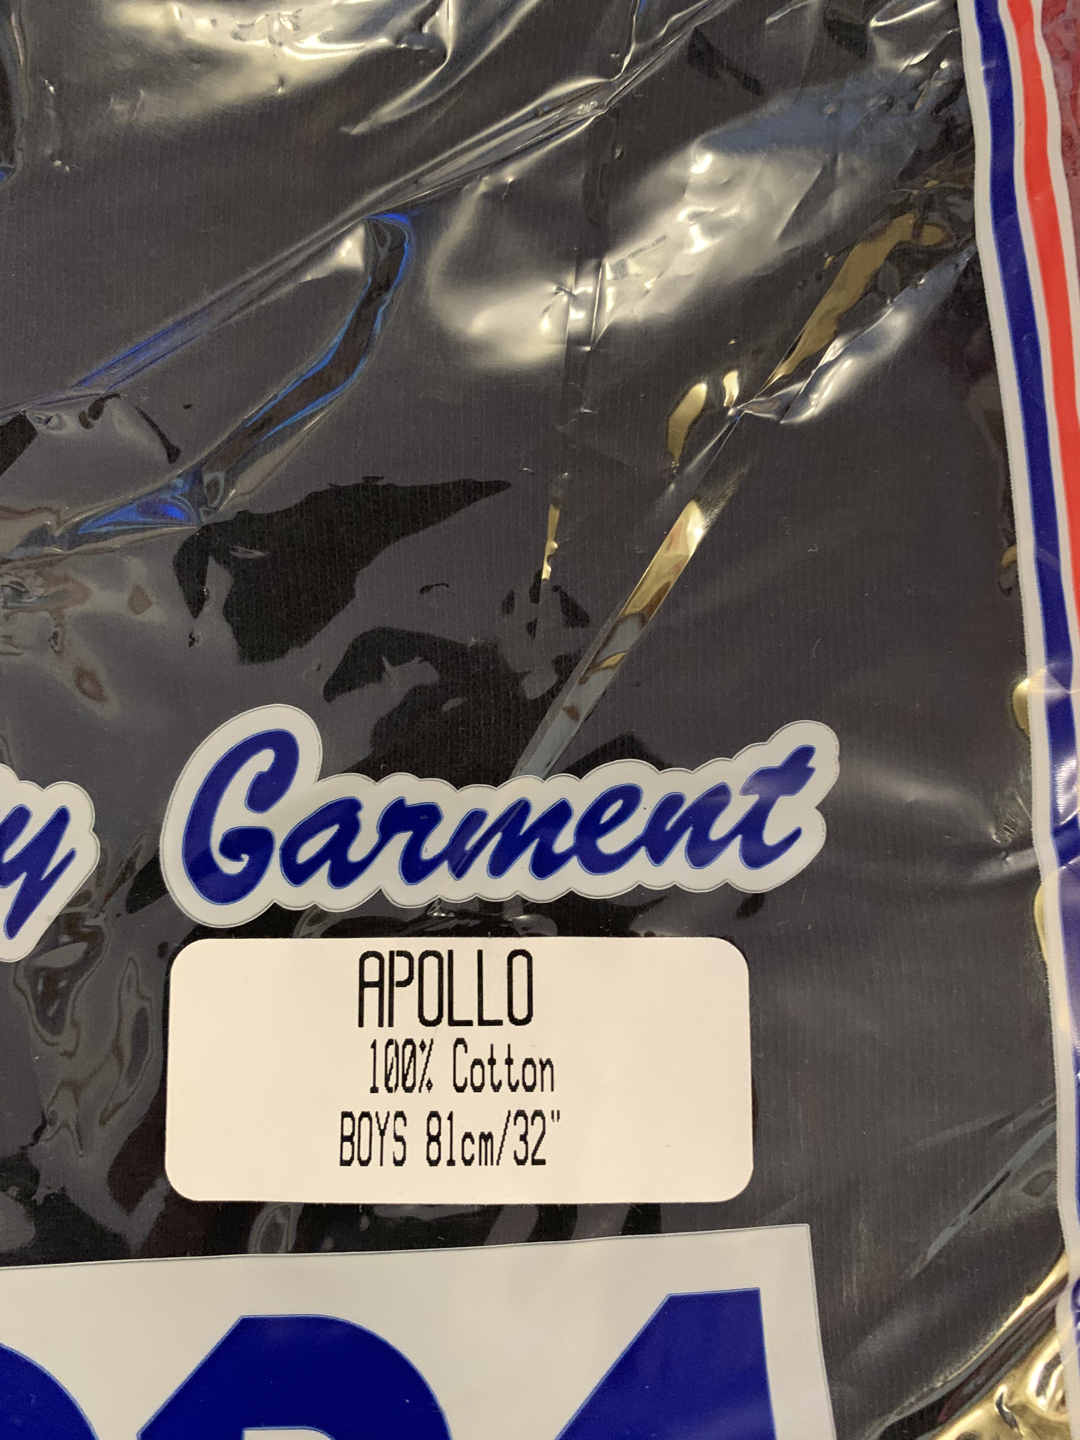 y Garment
APOLLO
100% Cotton
BOYS 81cm/32"